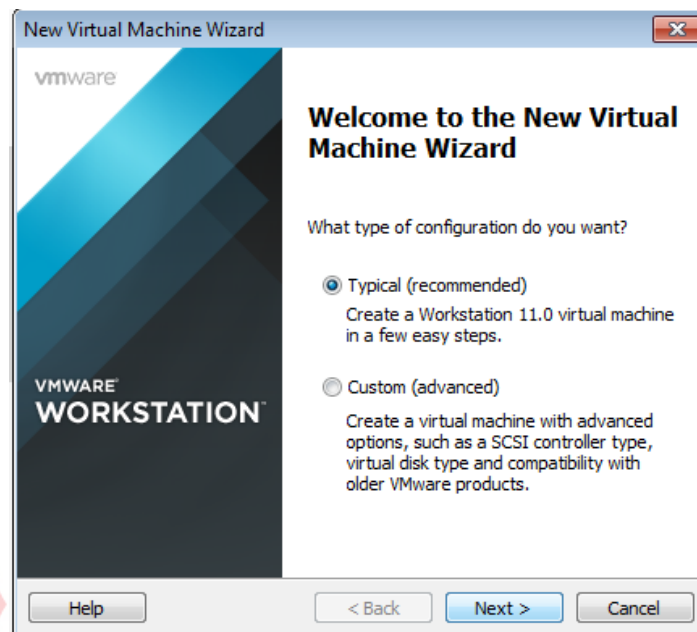 New Virtual Machine Wizard
vmware
Welcome to the New Virtual
Machine Wizard
What type of configuration do you want?
Typical (recommended)
Create a Workstation 11.0 virtual machine
in a few easy steps.
Custom (advanced)
Create a virtual machine with advanced
options, such as a SCSI controller type,
virtual disk type and compatibility with
older VMware products.
VMWARE®
WORKSTATION™
Help
< Back
Next >
Cancel